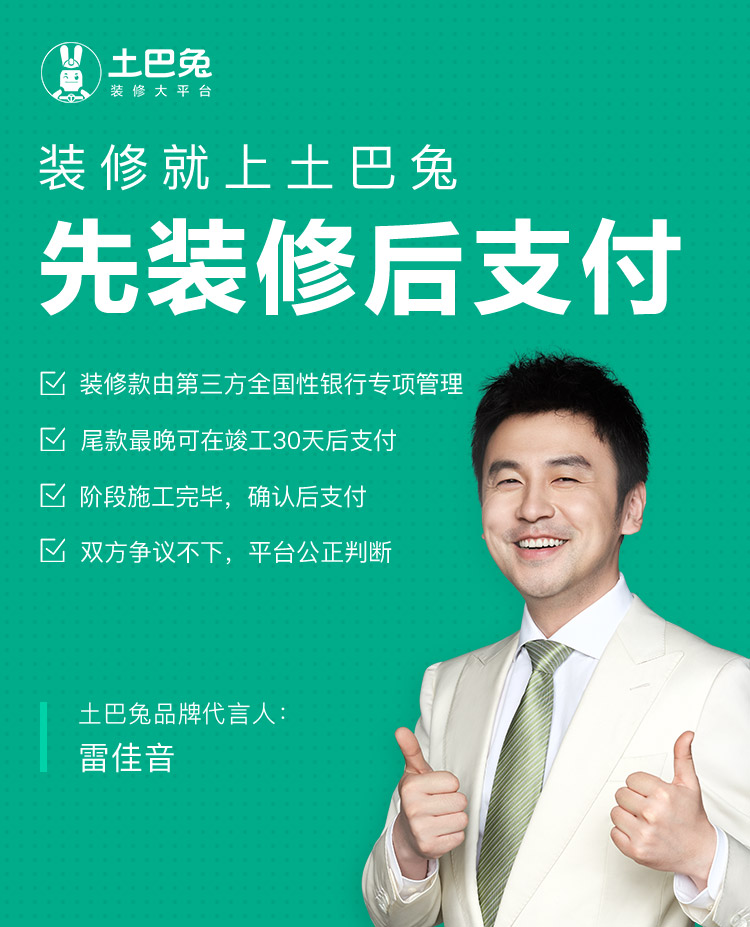 土巴兔
装修大平台
装修就上土巴兔
先装修后支付
装修款由第三方全国性银行专项管理
尾款最晚可在竣工30天后支付
阶段施工完毕，确认后支付
双方争议不下，平台公正判断
土巴兔品牌代言人：
雷佳音